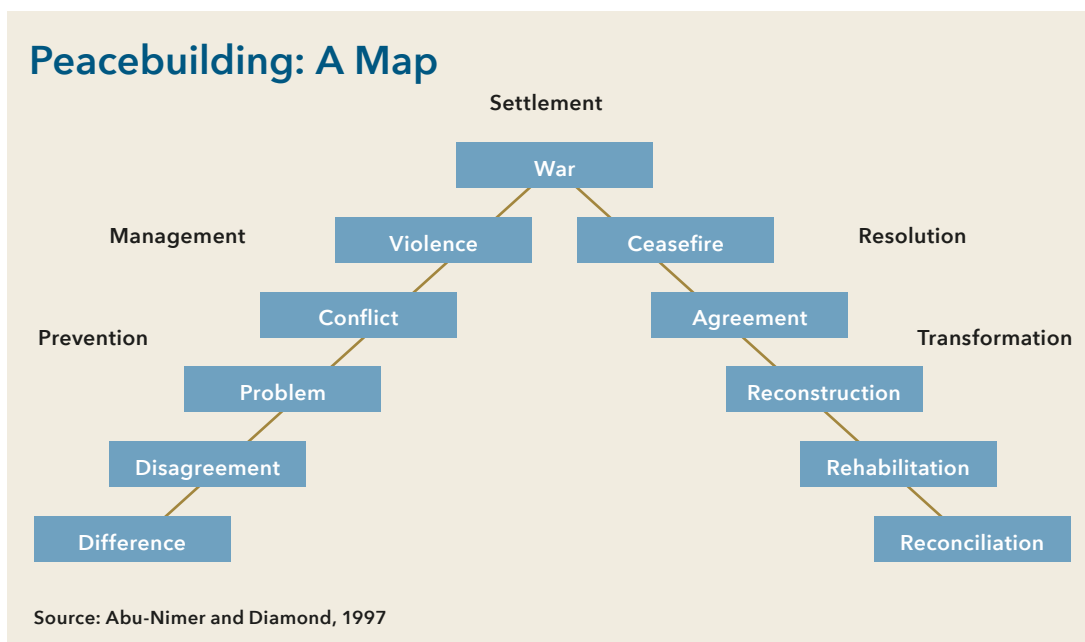 Peacebuilding: A Map
Settlement
War
Management
Violence
Ceasefire
Resolution
Conflict
Agreement
Prevention
Transformation
Problem
Reconstruction
Disagreement
Rehabilitation
Difference
Reconciliation
Source: Abu-Nimer and Diamond, 1997